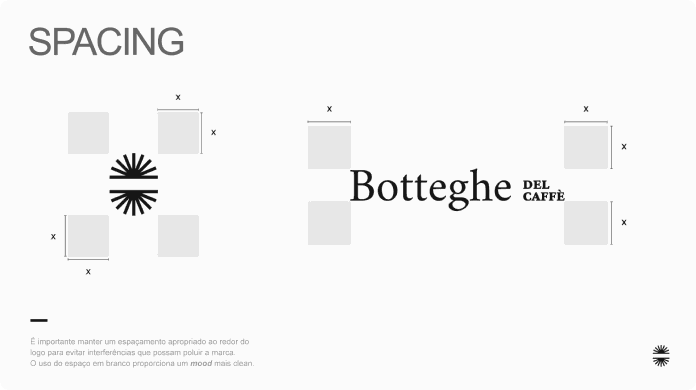 SPACING
x
x
x
x
x
x
x
x
Botteghe DEL
CAFFÈ
É importante manter um espaçamento apropriado ao redor do
logo para evitar interferências que possam poluir a marca.
O uso do espaço em branco proporciona um mood mais clean.